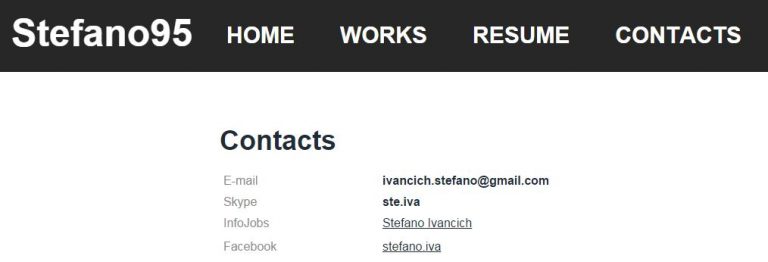 Stefano95 HOME WORKS RESUME CONTACTS
Contacts
E-mail ivancich.stefano@gmail.com
Skype ste.iva
InfoJobs Stefano Ivancich
Facebook stefano.iva